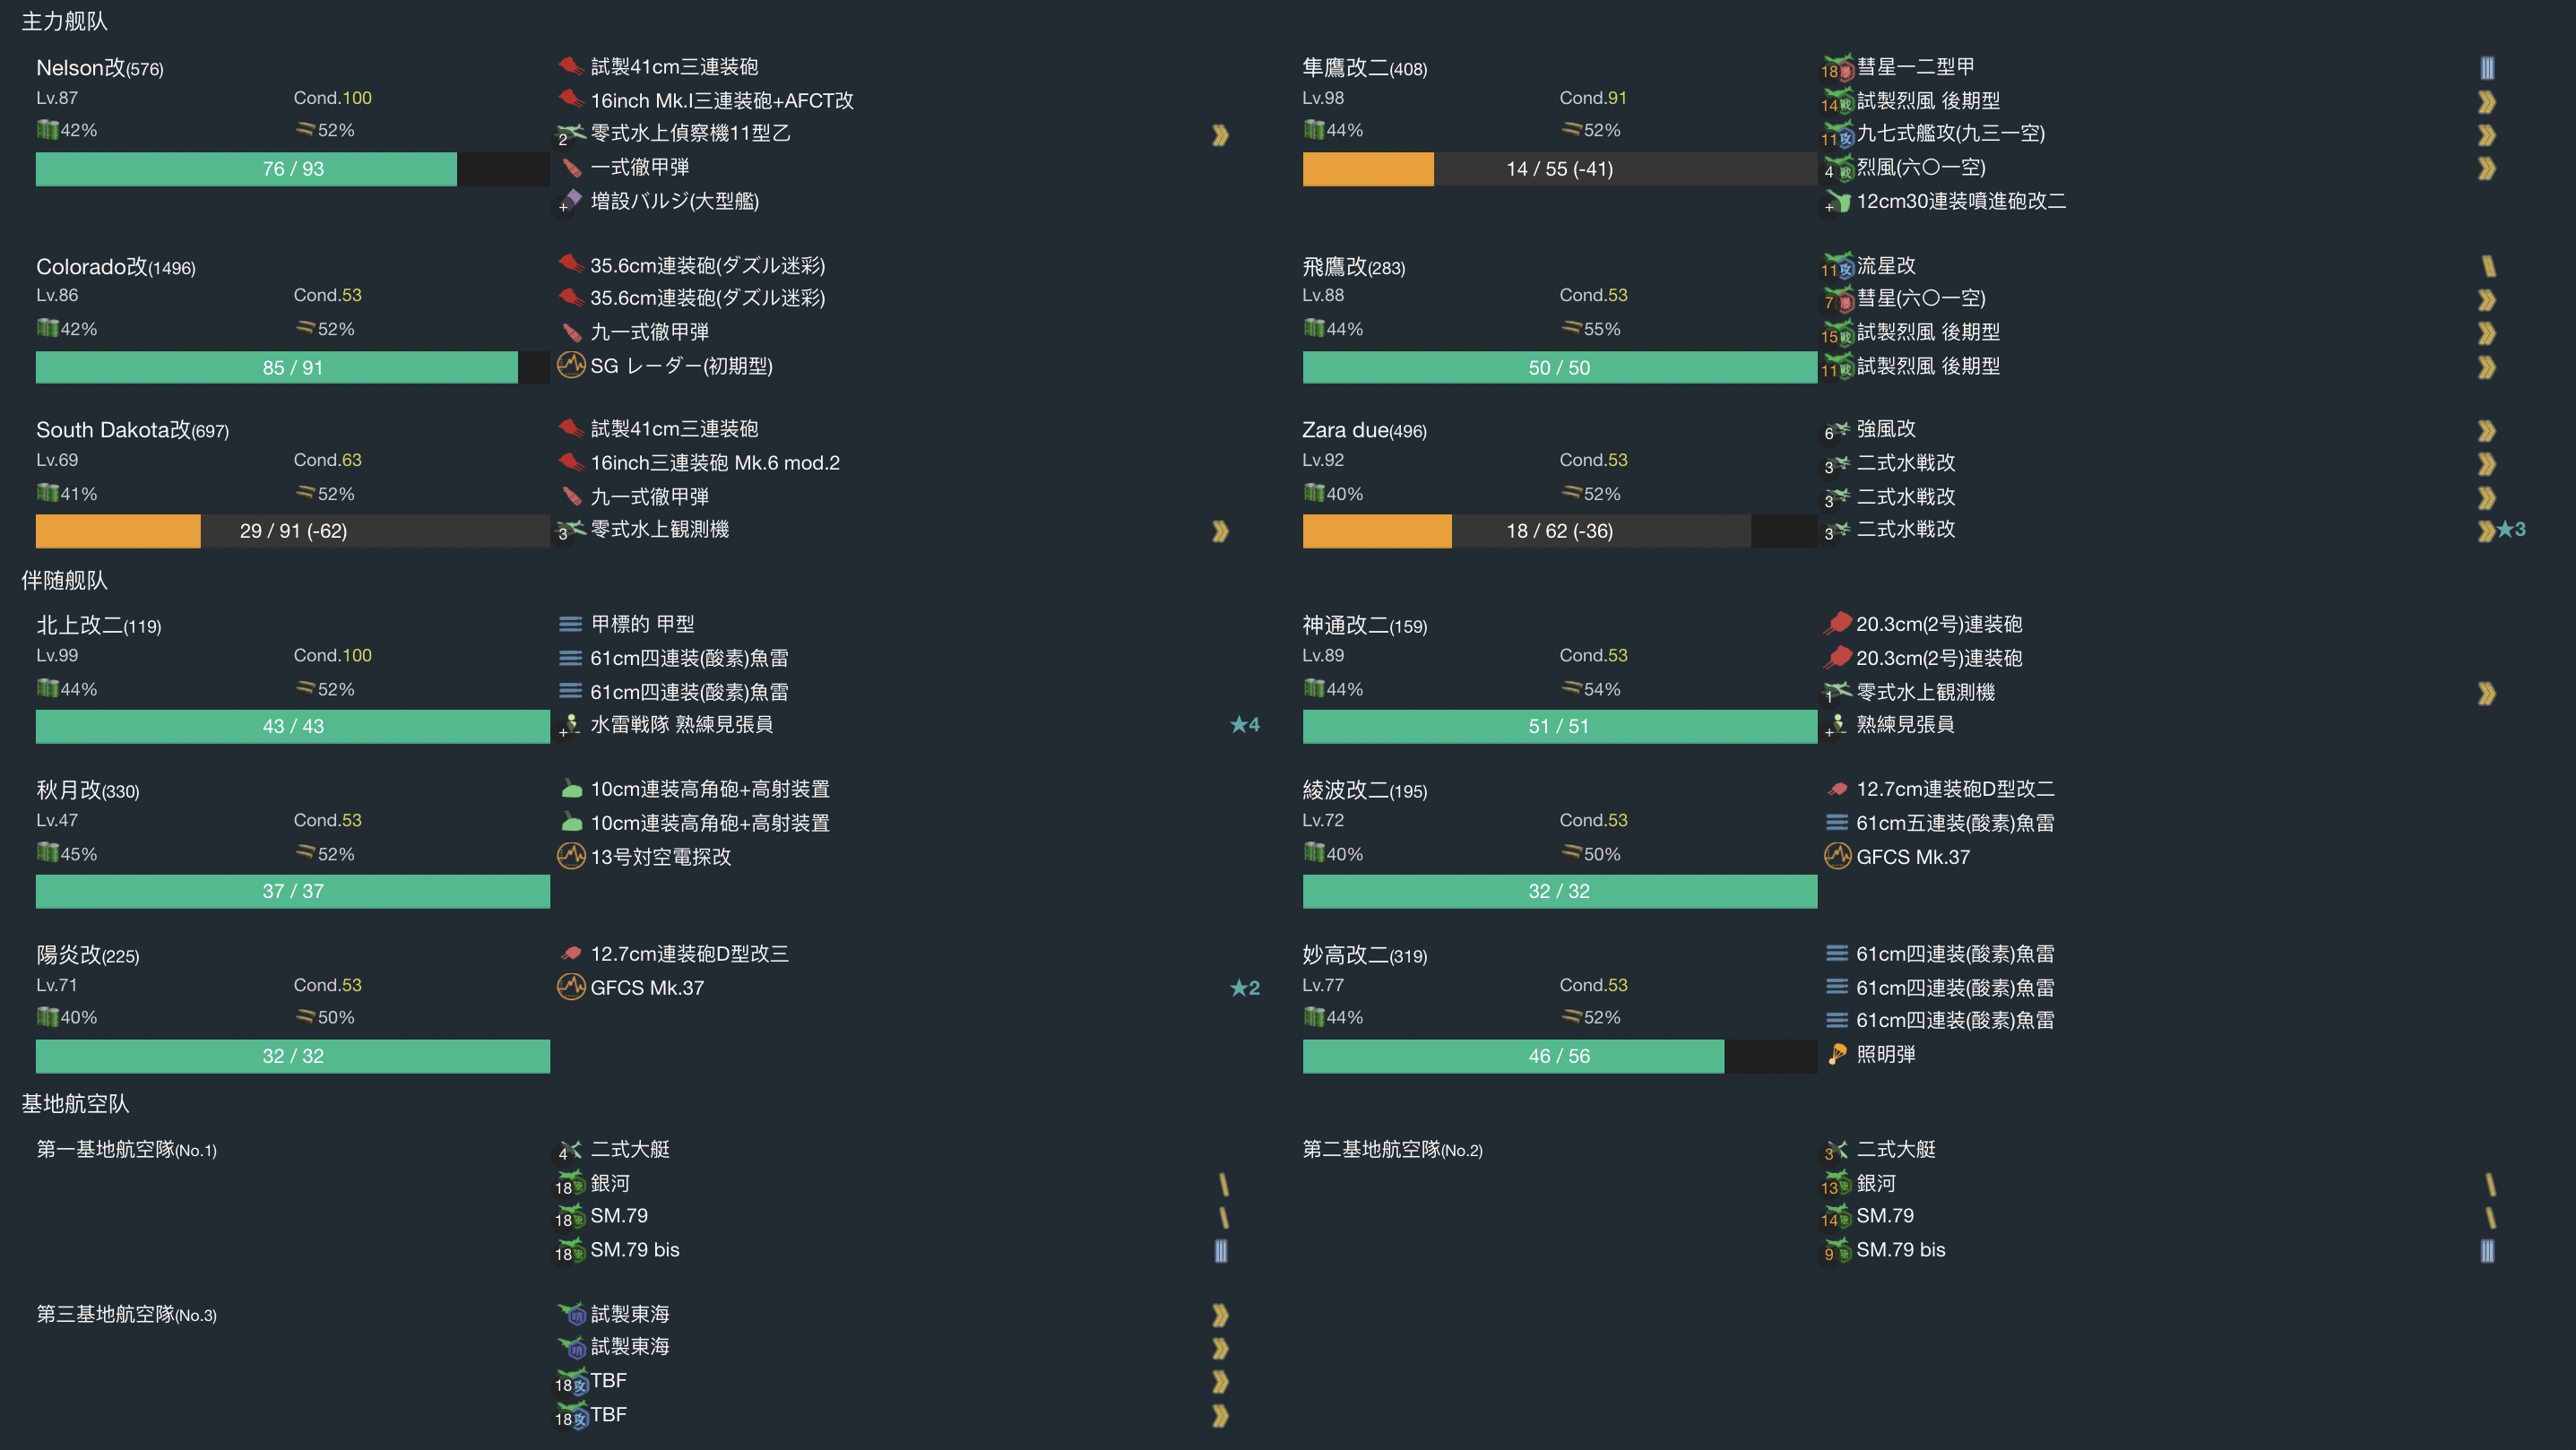 主力舰队
Nelson改(576)
Lv.87 Cond.100
42% 52%
76 / 93
試製41cm三連装砲
16inch Mk.I三連装砲+AFCT改
2 零式水上偵察機11型乙
一式徹甲弾
+ 増設バルジ(大型艦)
隼鷹改二(408)
Lv.98 Cond.91
44% 52%
14 / 55 (-41)
18 彗星一二型甲
14 試製烈風 後期型
11 九七式艦攻(九三一空)
4 烈風(六〇一空)
+ 12cm30連装噴進砲改二
Colorado改(1496)
Lv.86 Cond.53
42% 52%
85 / 91
35.6cm連装砲(ダズル迷彩)
35.6cm連装砲(ダズル迷彩)
九一式徹甲弾
SG レーダー(初期型)
飛鷹改(283)
Lv.88 Cond.53
44% 55%
50 / 50
11 流星改
7 彗星(六〇一空)
15 試製烈風 後期型
11 試製烈風 後期型
South Dakota改(697)
Lv.69 Cond.63
41% 52%
29 / 91 (-62)
試製41cm三連装砲
16inch三連装砲 Mk.6 mod.2
九一式徹甲弾
3 零式水上観測機
Zara due(496)
Lv.92 Cond.53
40% 52%
18 / 62 (-36)
6 強風改
3 二式水戦改
3 二式水戦改
3 二式水戦改 ★3
伴随舰队
北上改二(119)
Lv.99 Cond.100
44% 52%
43 / 43
甲標的 甲型
61cm四連装(酸素)魚雷
61cm四連装(酸素)魚雷
+ 水雷戦隊 熟練見張員 ★4
神通改二(159)
Lv.89 Cond.53
44% 54%
51 / 51
20.3cm(2号)連装砲
20.3cm(2号)連装砲
1 零式水上観測機
+ 熟練見張員
秋月改(330)
Lv.47 Cond.53
45% 52%
37 / 37
10cm連装高角砲+高射装置
10cm連装高角砲+高射装置
13号対空電探改
綾波改二(195)
Lv.72 Cond.53
40% 50%
32 / 32
12.7cm連装砲D型改二
61cm五連装(酸素)魚雷
GFCS Mk.37
陽炎改(225)
Lv.71 Cond.53
40% 50%
32 / 32
12.7cm連装砲D型改三
GFCS Mk.37 ★2
妙高改二(319)
Lv.77 Cond.53
44% 52%
46 / 56
61cm四連装(酸素)魚雷
61cm四連装(酸素)魚雷
61cm四連装(酸素)魚雷
照明弾
基地航空队
第一基地航空隊(No.1)
4 二式大艇
18 銀河
18 SM.79
18 SM.79 bis
第二基地航空隊(No.2)
3 二式大艇
13 銀河
14 SM.79
9 SM.79 bis
第三基地航空隊(No.3)
試製東海
試製東海
18 TBF
18 TBF